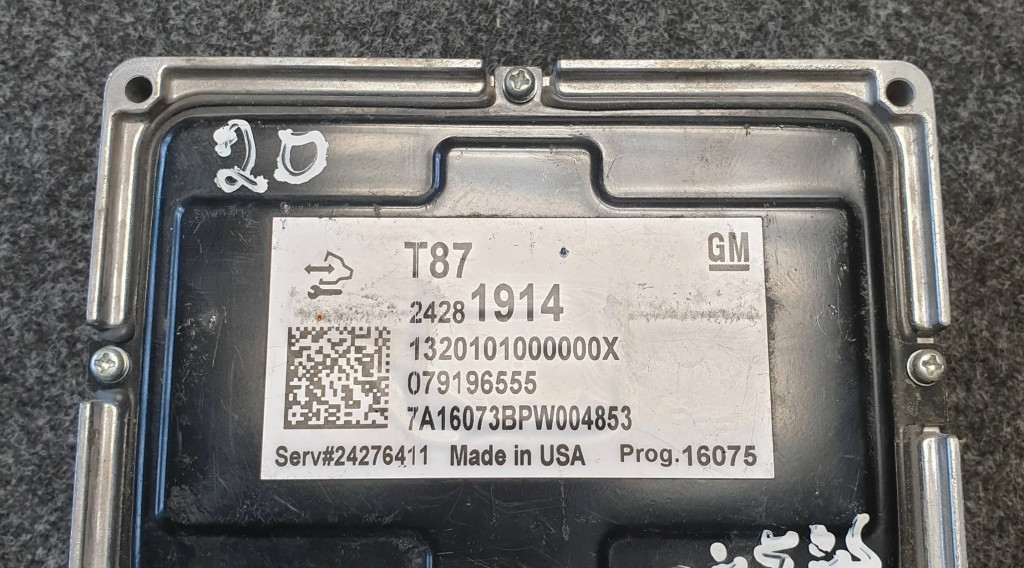 20
T87
GM
2428 1914
1320101000000X
079196555
7A16073BPW004853
Serv#24276411 Made in USA Prog.16075